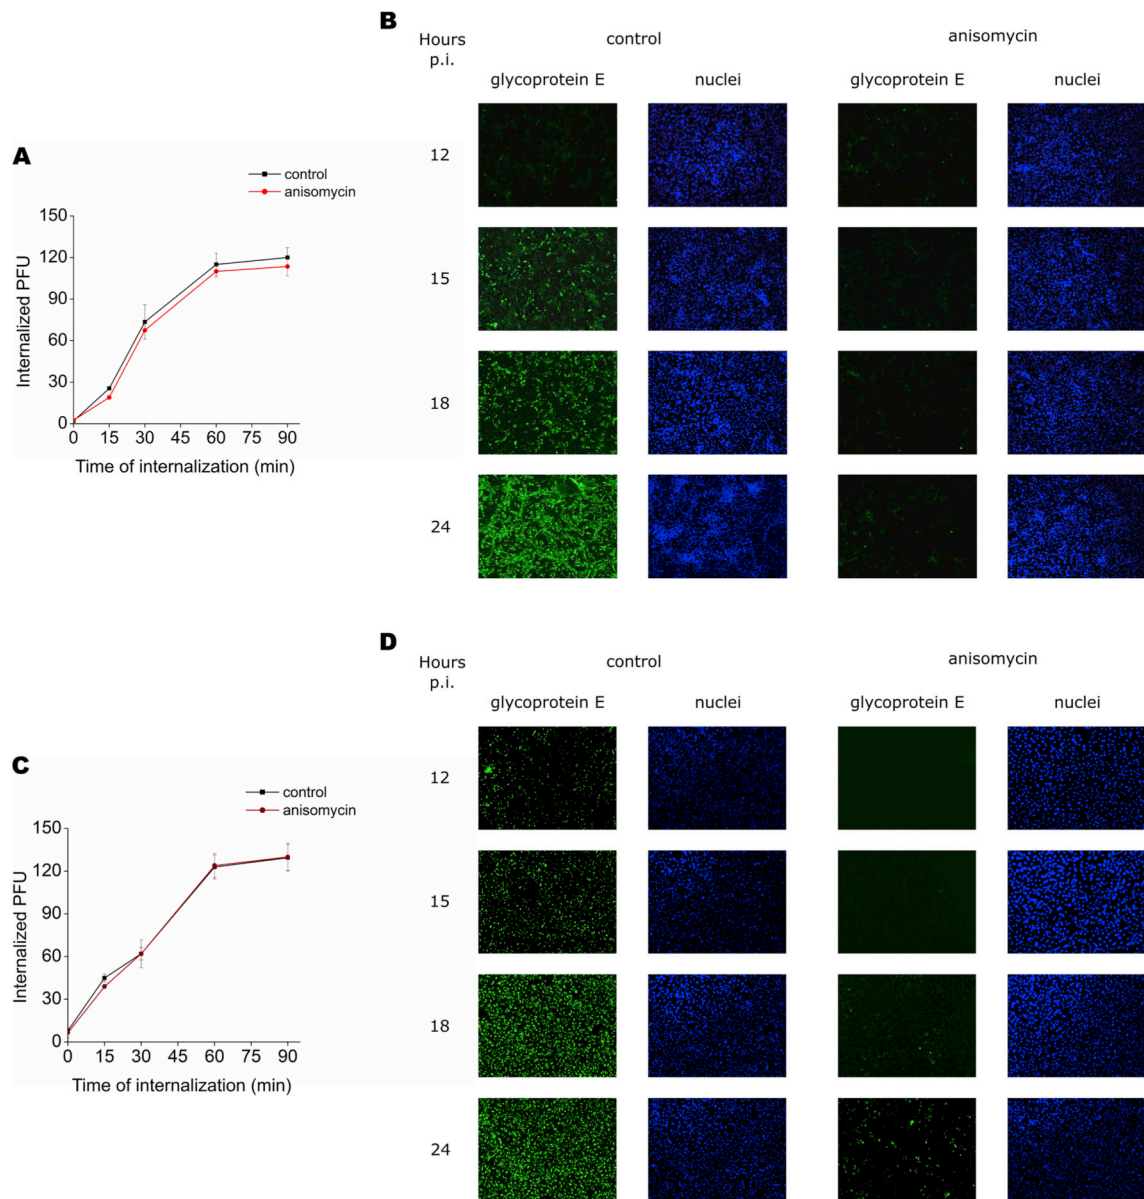 A
control
anisomycin
150
120
90
60
30
0
0 15 30 45 60 75 90
Internalized PFU
Time of internalization (min)
B
Hours
p.i.
control
anisomycin
glycoprotein E
nuclei
glycoprotein E
nuclei
12
15
18
24
C
control
anisomycin
150
120
90
60
30
0
0 15 30 45 60 75 90
Internalized PFU
Time of internalization (min)
D
Hours
p.i.
control
anisomycin
glycoprotein E
nuclei
glycoprotein E
nuclei
12
15
18
24